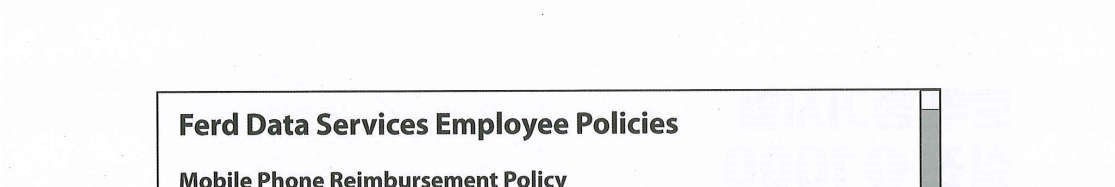 Ferd Data Services Employee Policies
Mobile Phone Reimbursement Policy